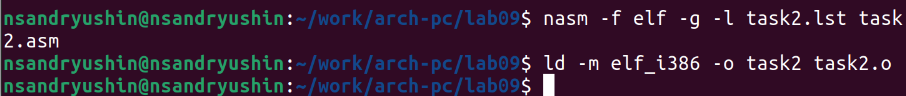 nsandryushin@nsandryushin:~/work/arch-pc/lab09$ nasm -f elf -g -l task2.lst task
2.asm
nsandryushin@nsandryushin:~/work/arch-pc/lab09$ ld -m elf_i386 -o task2 task2.o
nsandryushin@nsandryushin:~/work/arch-pc/lab09$